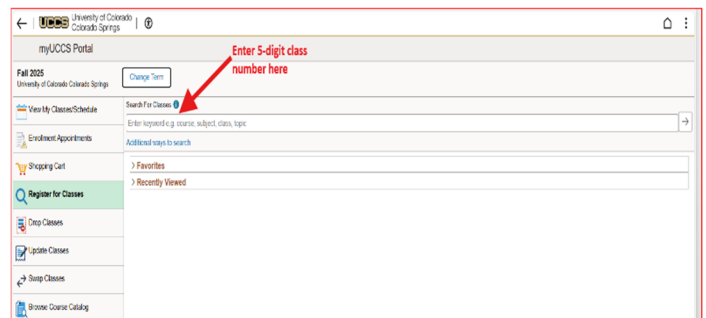 UCCS University of Colorado
Colorado Springs
myUCCS Portal
Enter 5-digit class
number here
Fall 2025
University of Colorado Colorado Springs
Change Term
View My Classes/Schedule
Search For Classes
Enter keyword e.g. course, subject, class, topic
Enrollment Appointments
Additional ways to search
Shopping Cart
Favorites
Recently Viewed
Register for Classes
Drop Classes
Update Classes
Swap Classes
Browse Course Catalog